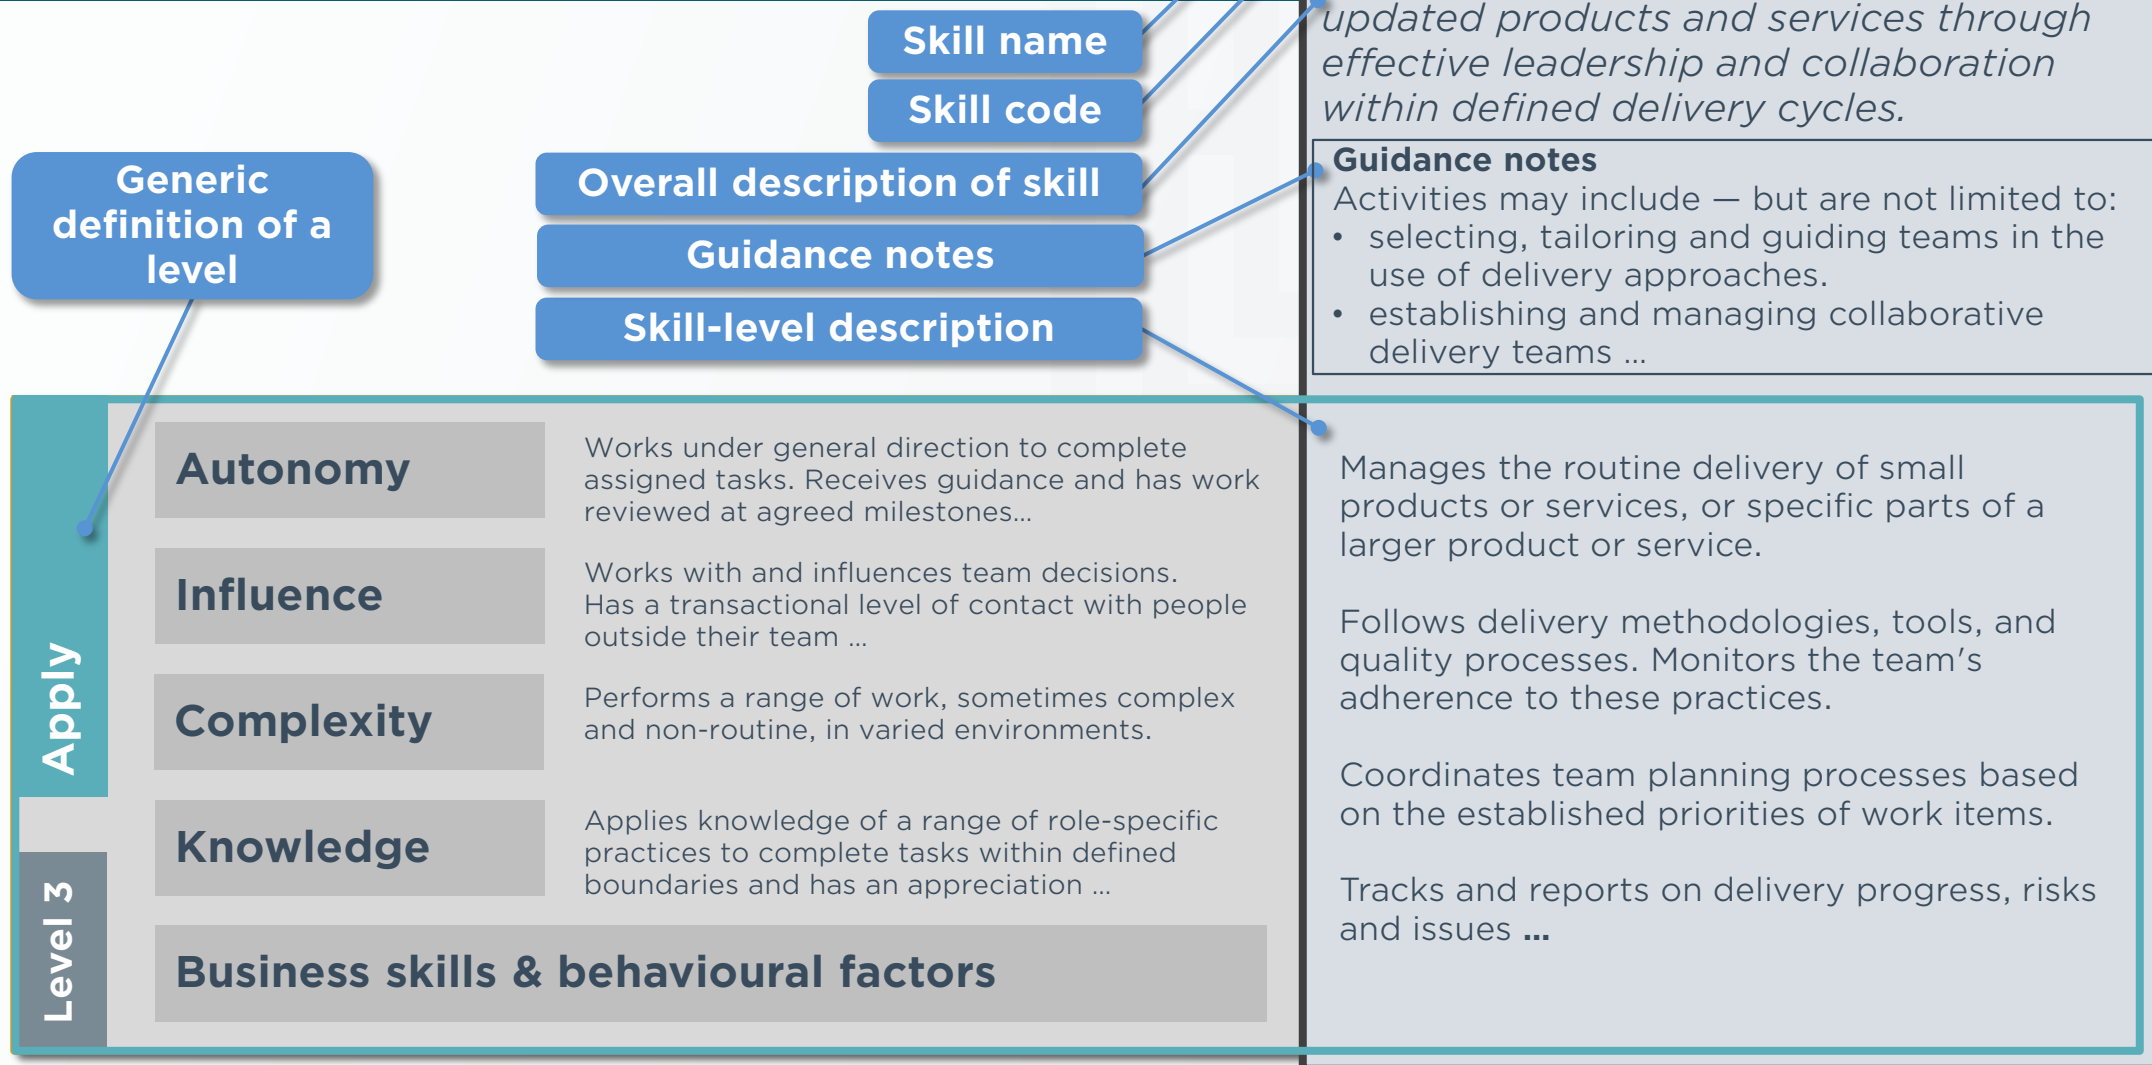 Skill name
Skill code
Overall description of skill
Guidance notes
Skill-level description
Generic
definition of a
level
updated products and services through
effective leadership and collaboration
within defined delivery cycles.
Guidance notes
Activities may include — but are not limited to:
• selecting, tailoring and guiding teams in the
use of delivery approaches.
• establishing and managing collaborative
delivery teams ...
Apply
Level 3
Autonomy
Works under general direction to complete
assigned tasks. Receives guidance and has work
reviewed at agreed milestones...
Influence
Works with and influences team decisions.
Has a transactional level of contact with people
outside their team ...
Complexity
Performs a range of work, sometimes complex
and non-routine, in varied environments.
Knowledge
Applies knowledge of a range of role-specific
practices to complete tasks within defined
boundaries and has an appreciation ...
Business skills & behavioural factors
Manages the routine delivery of small
products or services, or specific parts of a
larger product or service.
Follows delivery methodologies, tools, and
quality processes. Monitors the team's
adherence to these practices.
Coordinates team planning processes based
on the established priorities of work items.
Tracks and reports on delivery progress, risks
and issues ...